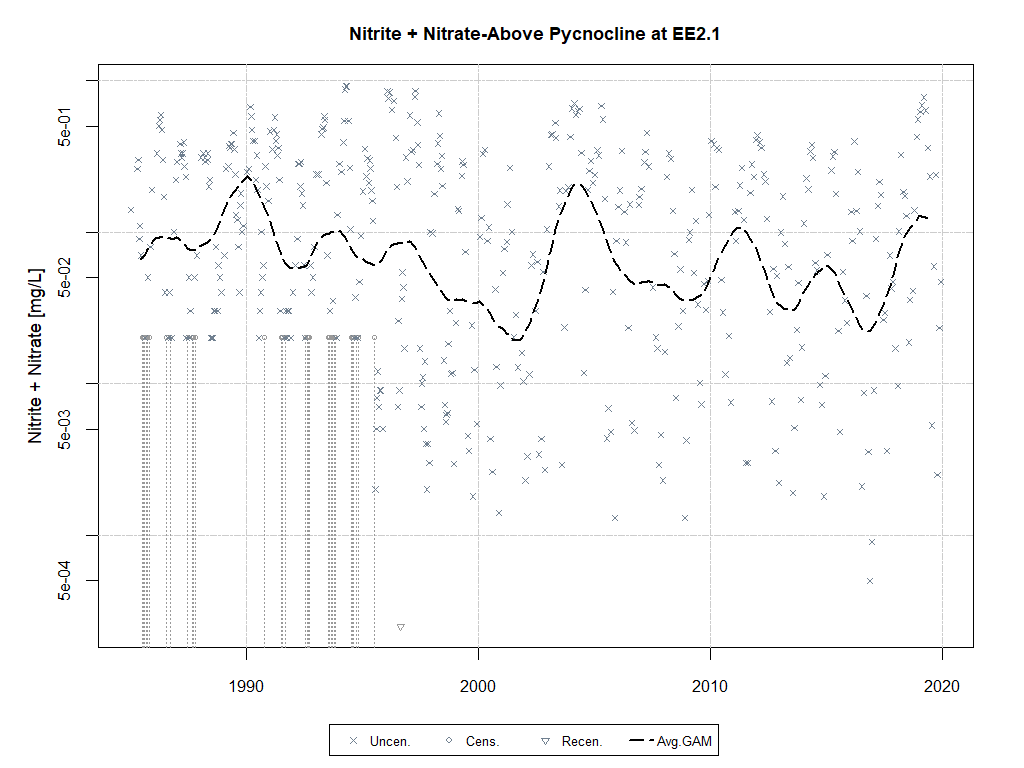 Nitrite + Nitrate-Above Pycnocline at EE2.1
Nitrite + Nitrate [mg/L]
5e-01
5e-02
5e-03
5e-04
1990 2000 2010 2020
Uncen. Cens. Recen. Avg.GAM